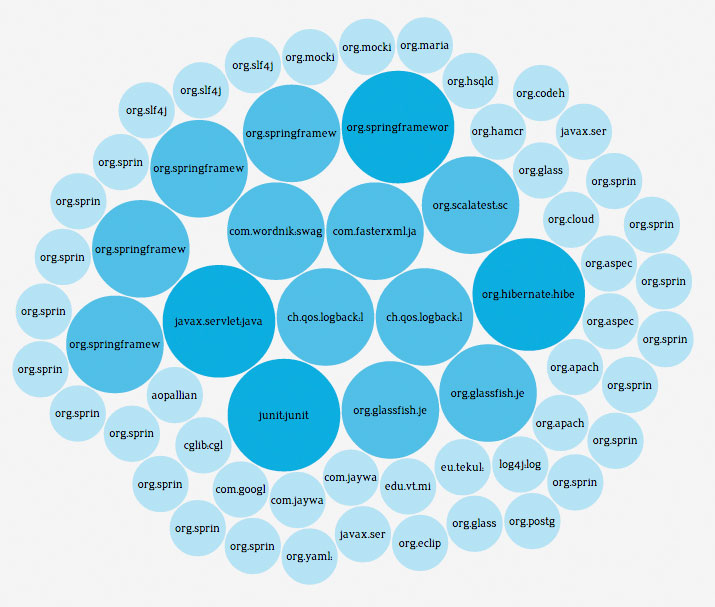 org.mocki
org.mocki
org.maria
org.slf4j
org.hsqld
org.slf4j
org.codeh
org.slf4j
org.springframewor
org.springframew
org.hamcr
javax.ser
org.sprin
org.springframew
org.glass
org.sprin
org.sprin
org.scalatest:sc
org.cloud
org.sprin
com.wordnik:swag
com.fasterxml.ja
org.springframew
org.sprin
org.aspec
org.sprin
org.hibernate:hibe
org.sprin
javax.servlet:java
ch.qos.logback:l
ch.qos.logback:l
org.aspec
org.sprin
org.springframew
org.sprin
org.apach
org.sprin
aopallian
org.glassfish.je
org.sprin
junit:junit
org.glassfish.je
org.apach
org.sprin
cglib:cgl
org.sprin
eu.tekul:
log4j:log
org.sprin
com.googl
com.jaywa
edu.vt.mi
org.sprin
com.jaywa
org.sprin
javax.ser
org.glass
org.postg
org.sprin
org.yaml:
org.eclip